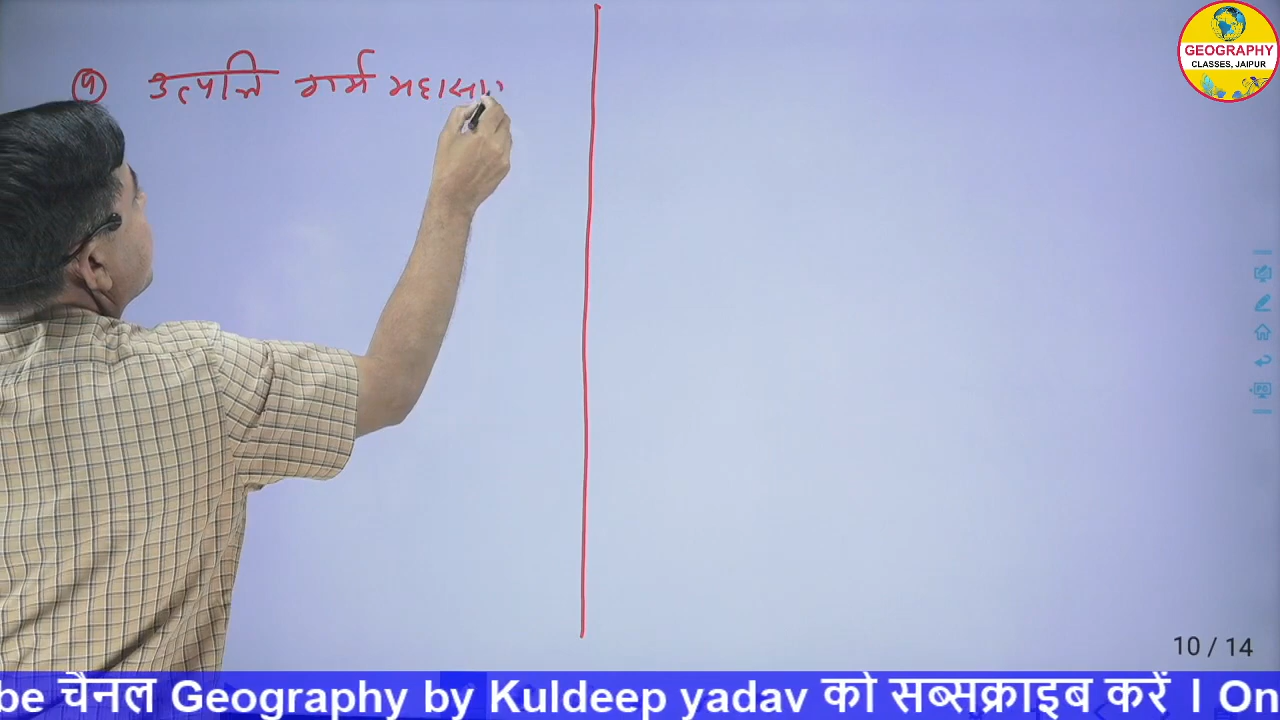 GEOGRAPHY
CLASSES, JAIPUR
१ उत्पत्ति गर्म महासा
10 / 14
be चैनल Geography by Kuldeep yadav को सब्सक्राइब करें । On